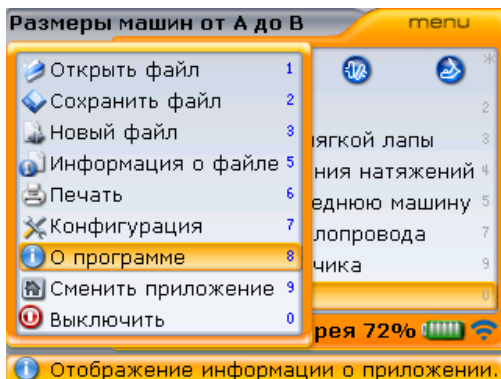 Размеры машин от А до В menu
Открыть файл 1
Сохранить файл 2
2
Новый файл 3
ягкой лапы 3
Информация о файле 5
ния натяжений 4
Печать 6
еднюю машину 5
Конфигурация 7
лопровода 7
О программе 8
чика 9
Сменить приложение 9
0
Выключить 0
рея 72%
Отображение информации о приложении.